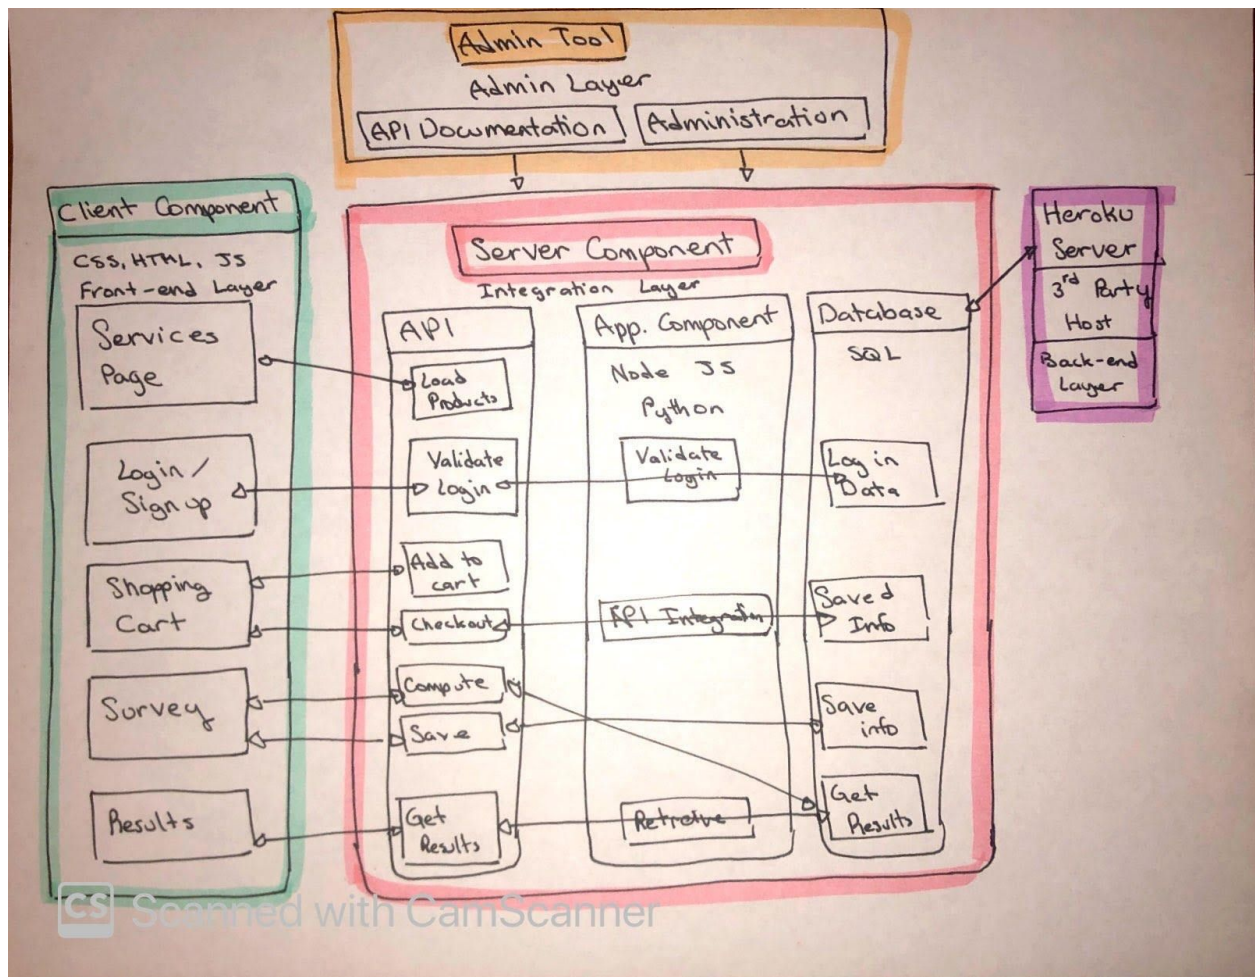 Admin Tool
Admin Layer
API Documentation
Administration
Client Component
CSS, HTML, JS
Front-end Layer
Services
Page
Login /
Sign up
Shopping
Cart
Survey
Results
Server Component
Integration Layer
API
Load
Products
Validate
Login
Add to
cart
Checkout
Compute
Save
Get
Results
App. Component
Node JS
Python
Validate
Login
API Integration
Retreive
Database
SQL
Log in
Data
Saved
Info
Save
info
Get
Results
Heroku
Server
3rd Party
Host
Back-end
Layer
CS Scanned with CamScanner